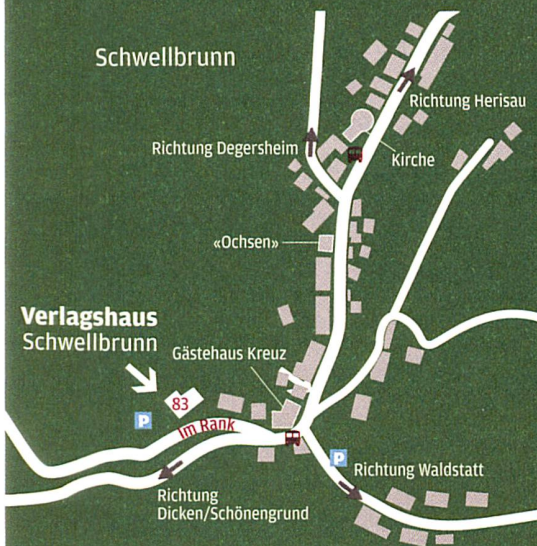 Schwellbrunn
Richtung Herisau
Richtung Degersheim
Kirche
«Ochsen»
Verlagshaus
Schwellbrunn
Gästehaus Kreuz
83
P
Im Rank
P
Richtung Waldstatt
Richtung
Dicken/Schönengrund